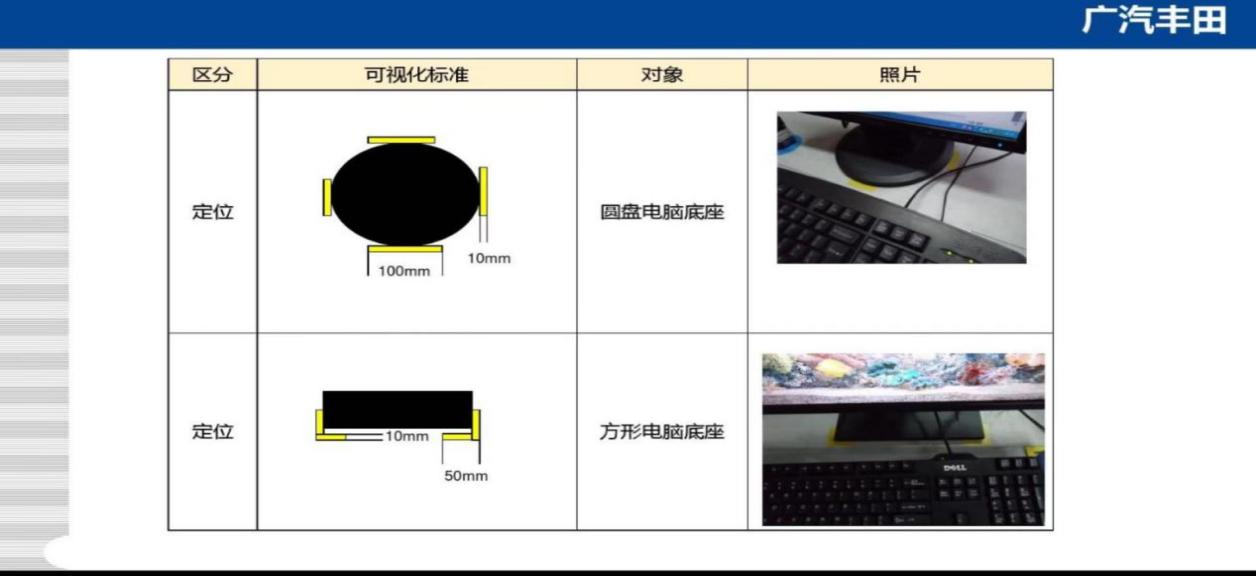 广汽丰田
区分 可视化标准 对象 照片
定位 圆盘电脑底座
10mm
100mm
定位 方形电脑底座
10mm
50mm
DELL